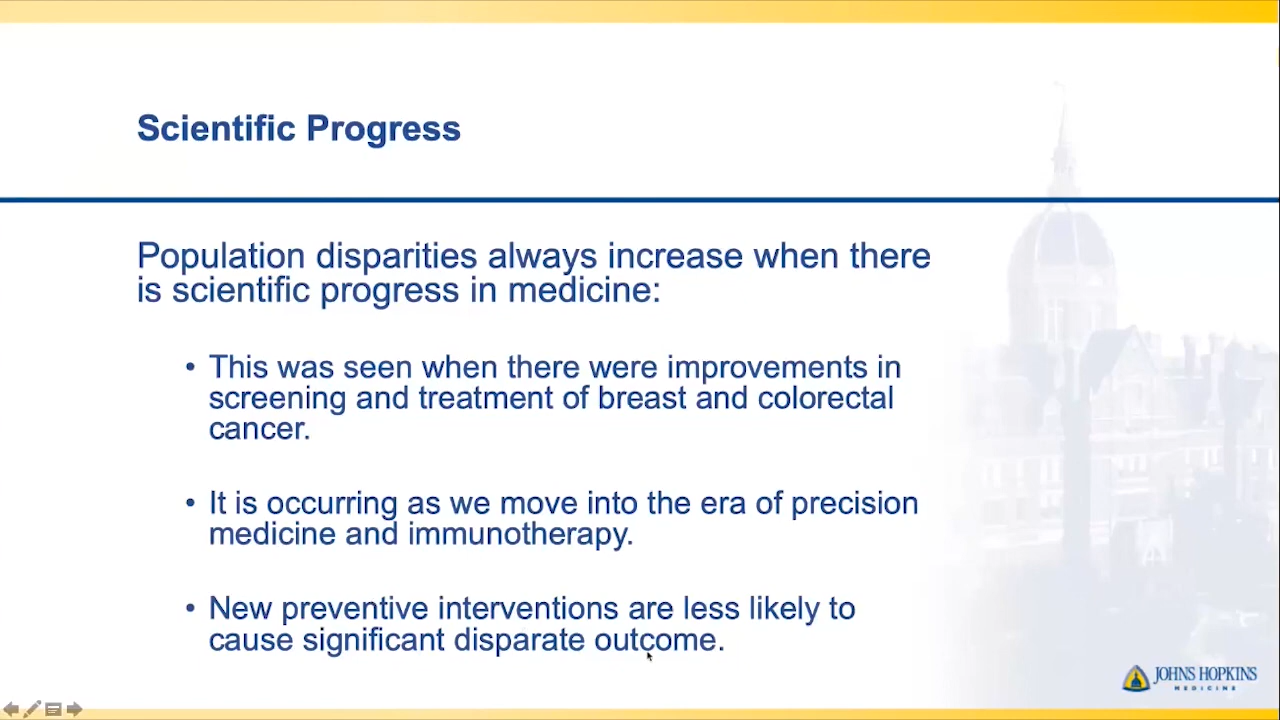 Scientific Progress
Population disparities always increase when there
is scientific progress in medicine:
• This was seen when there were improvements in
screening and treatment of breast and colorectal
cancer.
• It is occurring as we move into the era of precision
medicine and immunotherapy.
• New preventive interventions are less likely to
cause significant disparate outcome.
JOHNS HOPKINS
MEDICINE